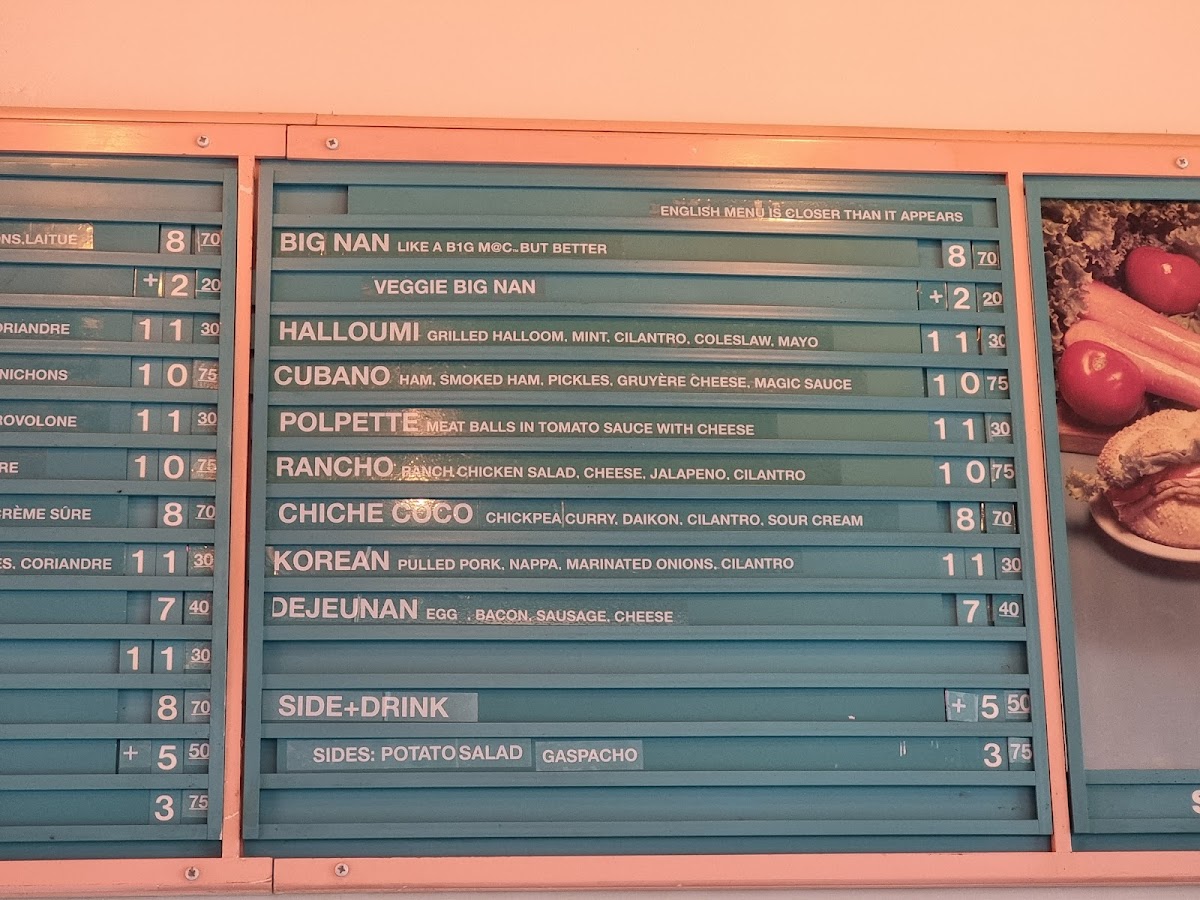 ONS, LAITUE 8 70
+ 2 20
ORIANDRE 11 30
NICHONS 10 75
ROVOLONE 11 30
RE 10 75
CRÈME SÛRE 8 70
ES, CORIANDRE 11 30
7 40
11 30
8 70
+ 5 50
3 75
ENGLISH MENU IS CLOSER THAN IT APPEARS
BIG NAN LIKE A B1G M@C™ BUT BETTER 8 70
VEGGIE BIG NAN + 2 20
HALLOUMI GRILLED HALLOOM, MINT, CILANTRO, COLESLAW, MAYO 11 30
CUBANO HAM, SMOKED HAM, PICKLES, GRUYÈRE CHEESE, MAGIC SAUCE 10 75
POLPETTE MEAT BALLS IN TOMATO SAUCE WITH CHEESE 11 30
RANCHO RANCH CHICKEN SALAD, CHEESE, JALAPENO, CILANTRO 10 75
CHICHE COCO CHICKPEA CURRY, DAIKON, CILANTRO, SOUR CREAM 8 70
KOREAN PULLED PORK, NAPPA, MARINATED ONIONS, CILANTRO 11 30
DEJEUNAN EGG , BACON, SAUSAGE, CHEESE 7 40
SIDE+DRINK + 5 50
SIDES: POTATO SALAD GASPACHO 3 75
S